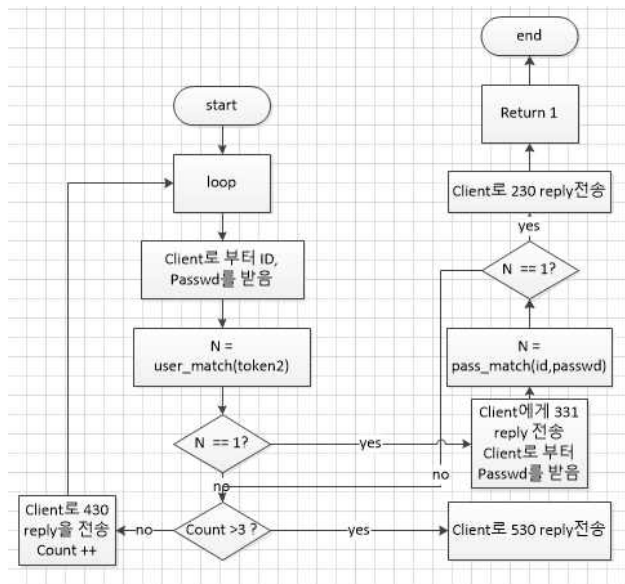 start
loop
Client로 부터 ID,
Passwd를 받음
N =
user_match(token2)
N == 1?
yes
no
Count >3 ?
no
Client로 430
reply을 전송
Count ++
yes
Client로 530 reply전송
Client에게 331
reply 전송
Client로 부터
Passwd를 받음
N =
pass_match(id,passwd)
N == 1?
no
yes
Client로 230 reply전송
Return 1
end